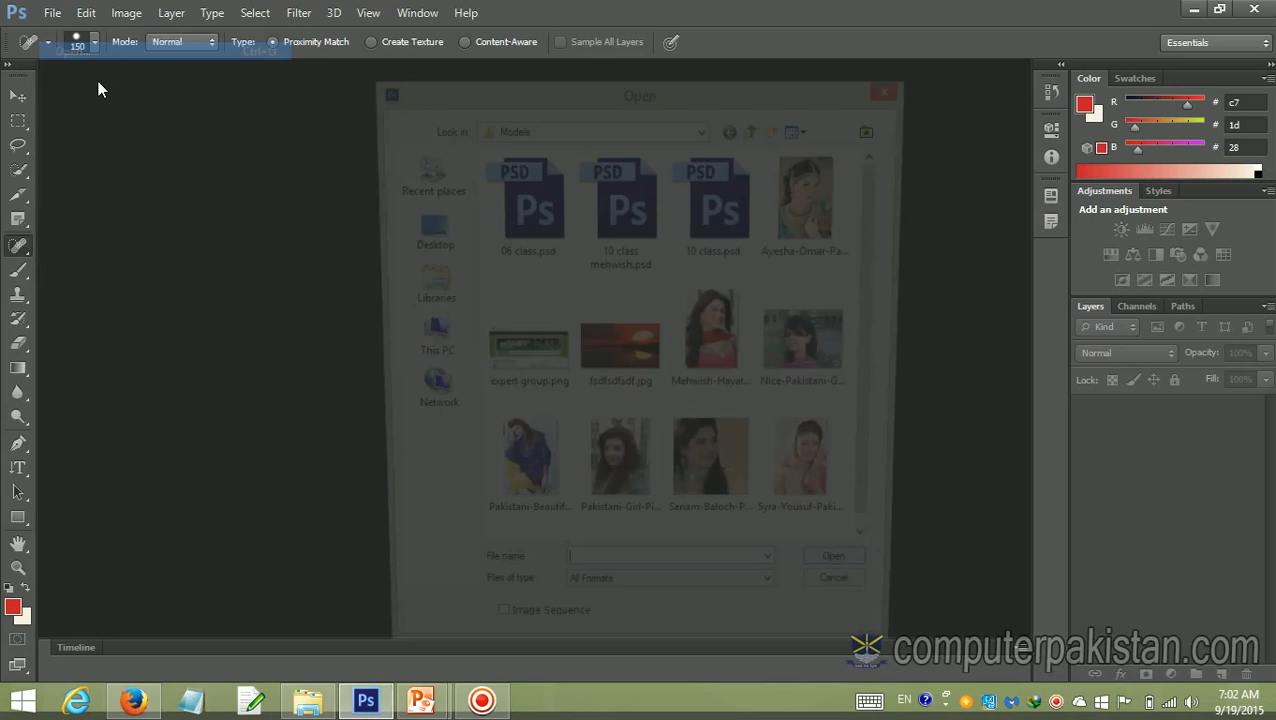 Ps File Edit Image Layer Type Select Filter 3D View Window Help
150 Mode: Normal Type: Proximity Match Create Texture Content-Aware Sample All Layers Essentials
Open... Ctrl+O
Open
Color Swatches
R # c7
G # 1d
B # 28
Look in: Models
Recent places
Desktop
Libraries
This PC
Network
PSD PSD PSD
Ps Ps Ps
06 class.psd 10 class mehwish.psd 10 class.psd Ayesha-Omar-Pa...
expert group.png fsdfsdfsdf.jpg Mehwish-Hayat... Nice-Pakistani-G...
Pakistani-Beautif... Pakistani-Girl-Pi... Sanam-Baloch-P... Syra-Yousuf-Paki...
File name Open
Files of type: All Formats Cancel
Image Sequence
Adjustments Styles
Add an adjustment
Layers Channels Paths
Kind
Normal Opacity: 100%
Lock: Fill: 100%
Timeline
computerpakistan.com
EN 7:02 AM
9/19/2015